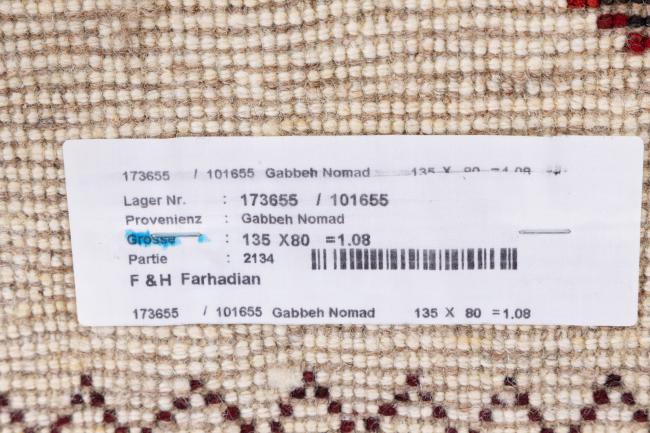 173655 / 101655 Gabbeh Nomad 135 X 80 =1.08
Lager Nr. : 173655 / 101655
Provenienz : Gabbeh Nomad
Grösse : 135 X80 =1.08
Partie : 2134
F & H Farhadian
173655 / 101655 Gabbeh Nomad 135 X 80 =1.08